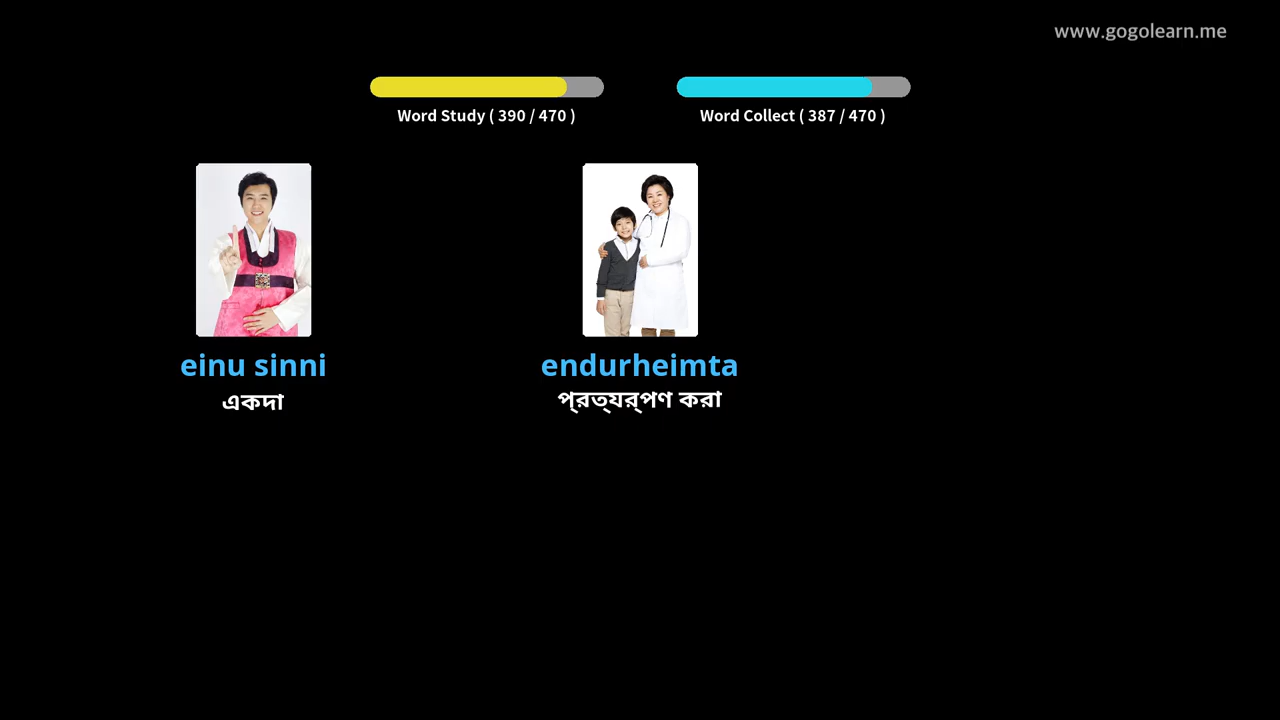 www.gogolearn.me
Word Study ( 390 / 470 )
Word Collect ( 387 / 470 )
einu sinni
একদা
endurheimta
প্রত্যর্পণ করা